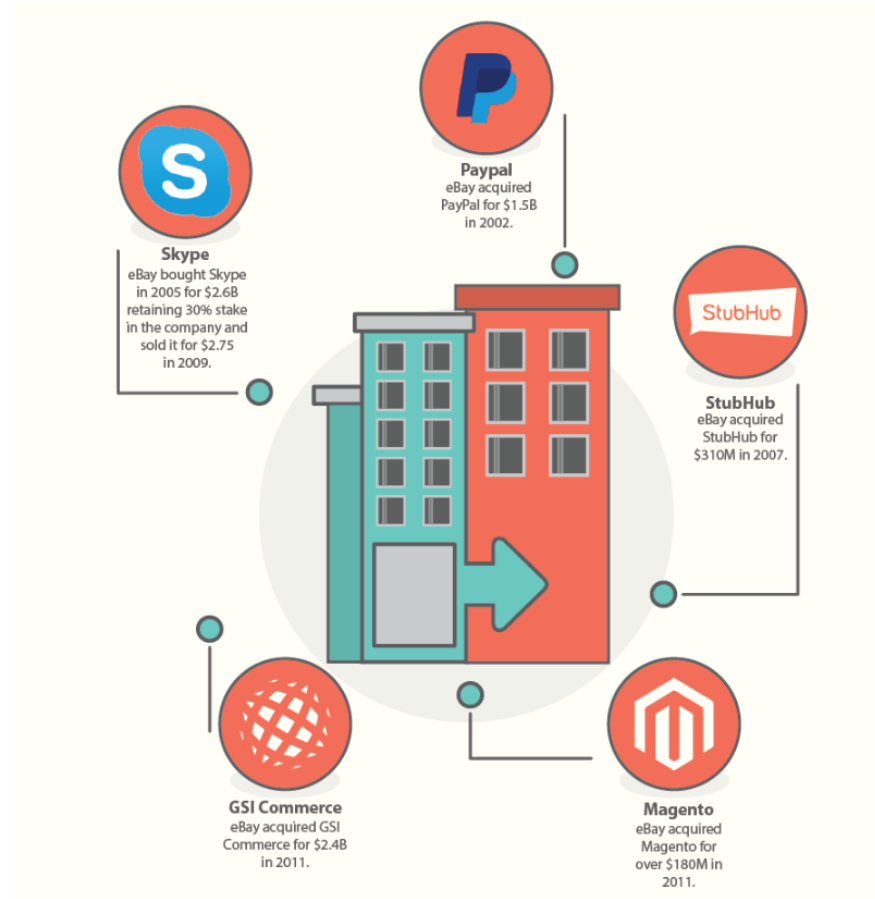 Paypal
eBay acquired
PayPal for $1.5B
in 2002.
S
Skype
eBay bought Skype
in 2005 for $2.6B
retaining 30% stake
in the company and
sold it for $2.75
in 2009.
StubHub
StubHub
eBay acquired
StubHub for
$310M in 2007.
GSI Commerce
eBay acquired GSI
Commerce for $2.4B
in 2011.
Magento
eBay acquired
Magento for
over $180M in
2011.